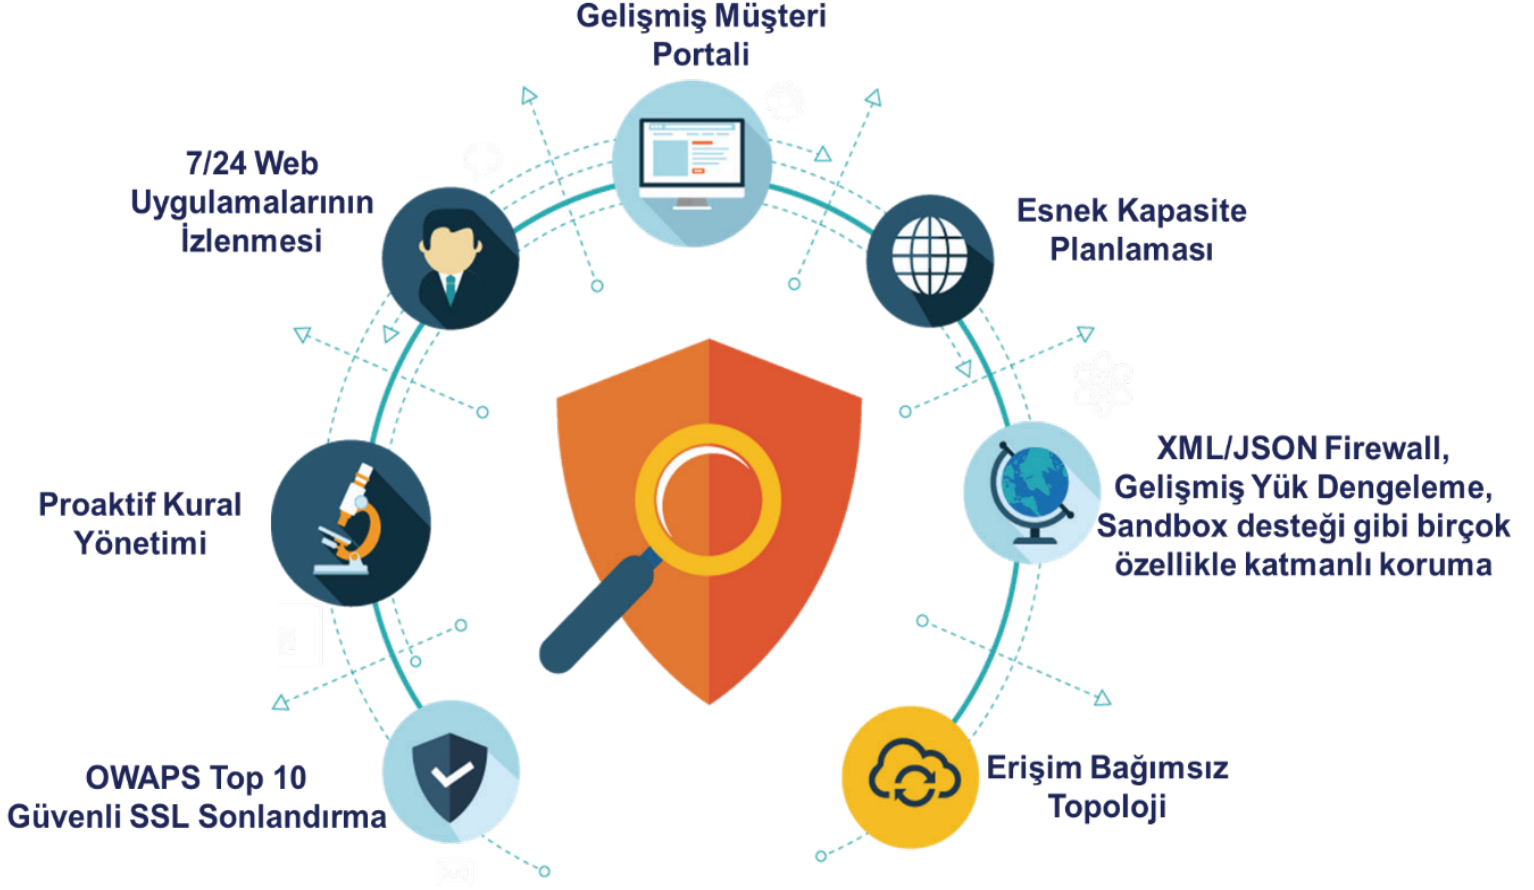 Gelişmiş Müşteri
Portali
7/24 Web
Uygulamalarının
İzlenmesi
Esnek Kapasite
Planlaması
Proaktif Kural
Yönetimi
XML/JSON Firewall,
Gelişmiş Yük Dengeleme,
Sandbox desteği gibi birçok
özellikle katmanlı koruma
OWAPS Top 10
Güvenli SSL Sonlandırma
Erişim Bağımsız
Topoloji